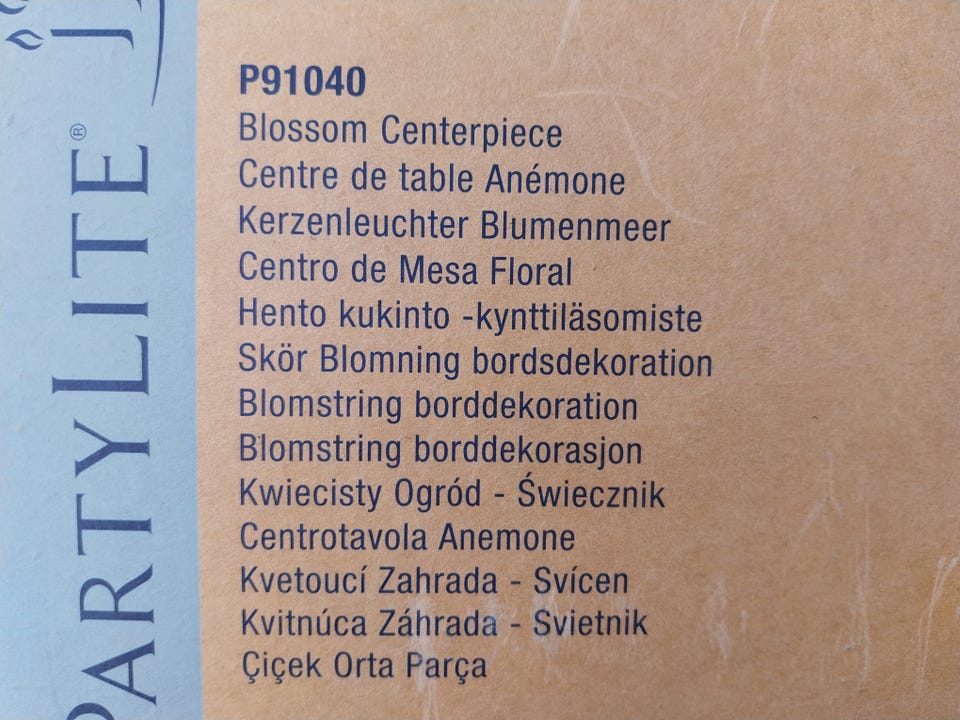 P91040
Blossom Centerpiece
Centre de table Anémone
Kerzenleuchter Blumenmeer
Centro de Mesa Floral
Hento kukinto -kynttiläsomiste
Skör Blomning bordsdekoration
Blomstring borddekoration
Blomstring borddekorasjon
Kwiecisty Ogród - Świecznik
Centrotavola Anemone
Kvetoucí Zahrada - Svícen
Kvitnúca Záhrada - Svietnik
Çiçek Orta Parça
PARTYLITE®